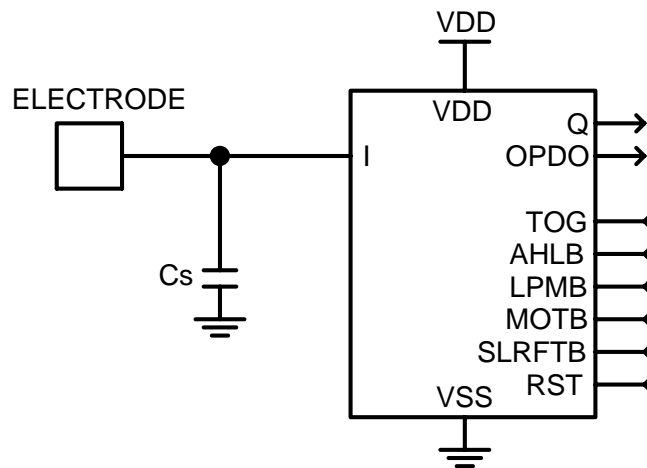 VDD
ELECTRODE
VDD
Q
I
OPDO
TOG
AHLB
Cs
LPMB
MOTB
SLRFTB
RST
VSS